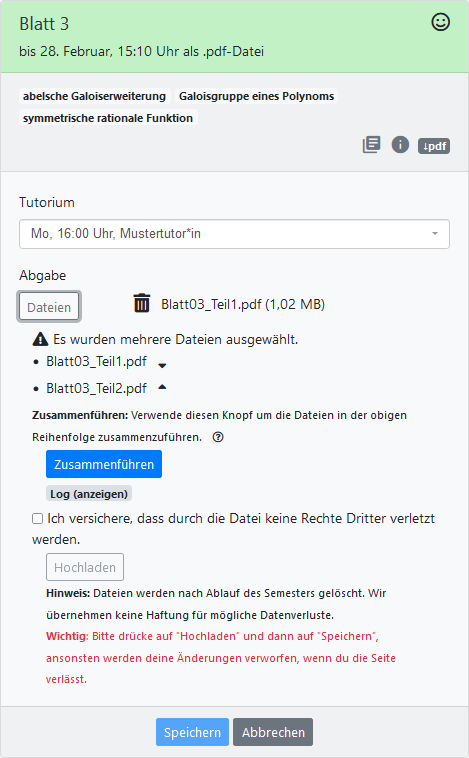 Blatt 3
bis 28. Februar, 15:10 Uhr als .pdf-Datei
abelsche Galoiserweiterung Galoisgruppe eines Polynoms
symmetrische rationale Funktion
↓pdf
Tutorium
Mo, 16:00 Uhr, Mustertutor*in
Abgabe
Dateien Blatt03_Teil1.pdf (1,02 MB)
Es wurden mehrere Dateien ausgewählt.
• Blatt03_Teil1.pdf
• Blatt03_Teil2.pdf
Zusammenführen: Verwende diesen Knopf um die Dateien in der obigen
Reihenfolge zusammenzuführen.
Zusammenführen
Log (anzeigen)
Ich versichere, dass durch die Datei keine Rechte Dritter verletzt
werden.
Hochladen
Hinweis: Dateien werden nach Ablauf des Semesters gelöscht. Wir
übernehmen keine Haftung für mögliche Datenverluste.
Wichtig: Bitte drücke auf "Hochladen" und dann auf "Speichern",
ansonsten werden deine Änderungen verworfen, wenn du die Seite
verlässt.
Speichern Abbrechen